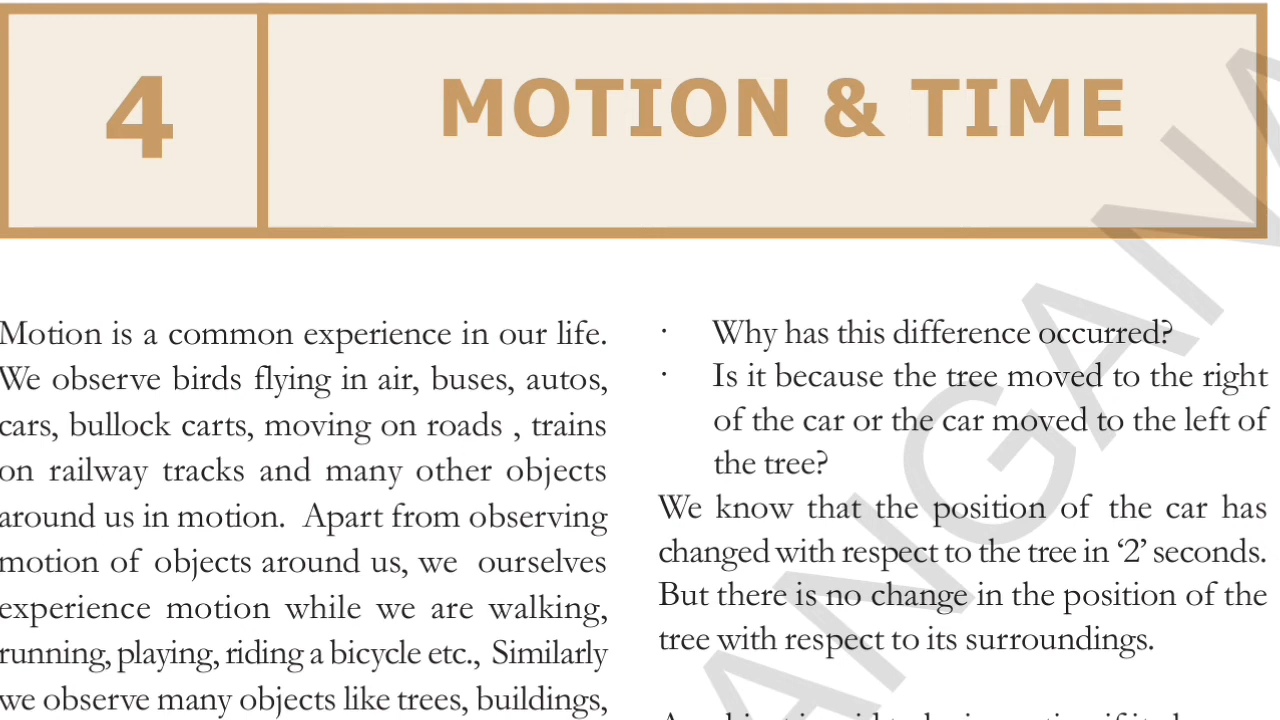 4
MOTION & TIME
Motion is a common experience in our life.
We observe birds flying in air, buses, autos,
cars, bullock carts, moving on roads , trains
on railway tracks and many other objects
around us in motion. Apart from observing
motion of objects around us, we ourselves
experience motion while we are walking,
running, playing, riding a bicycle etc., Similarly
we observe many objects like trees, buildings,
· Why has this difference occurred?
· Is it because the tree moved to the right
of the car or the car moved to the left of
the tree?
We know that the position of the car has
changed with respect to the tree in ‘2’ seconds.
But there is no change in the position of the
tree with respect to its surroundings.
ANGANA